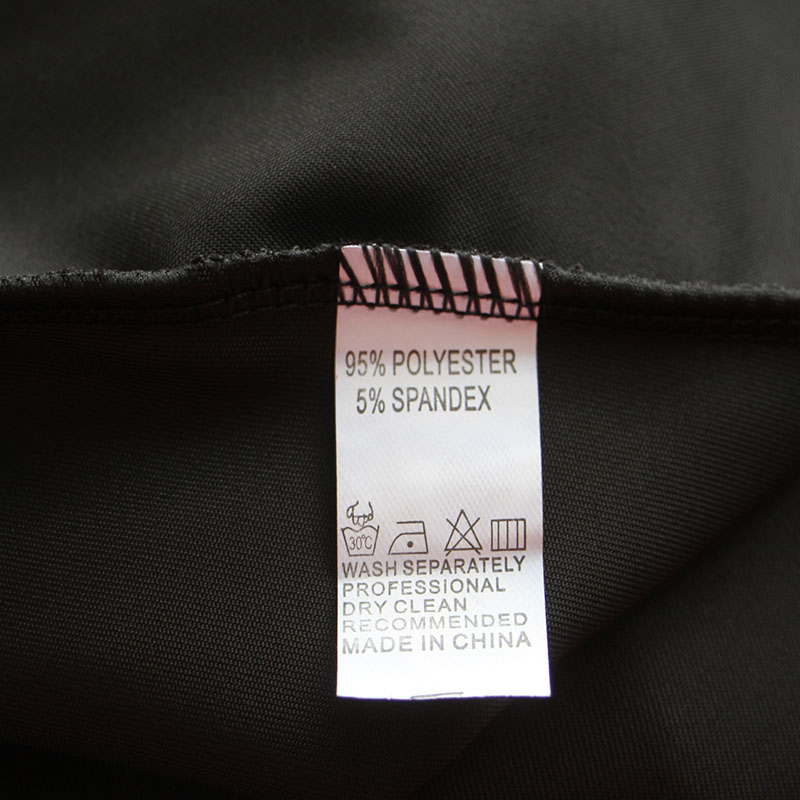 95% POLYESTER
5% SPANDEX
30℃
WASH SEPARATELY
PROFESSIONAL
DRY CLEAN
RECOMMENDED
MADE IN CHINA